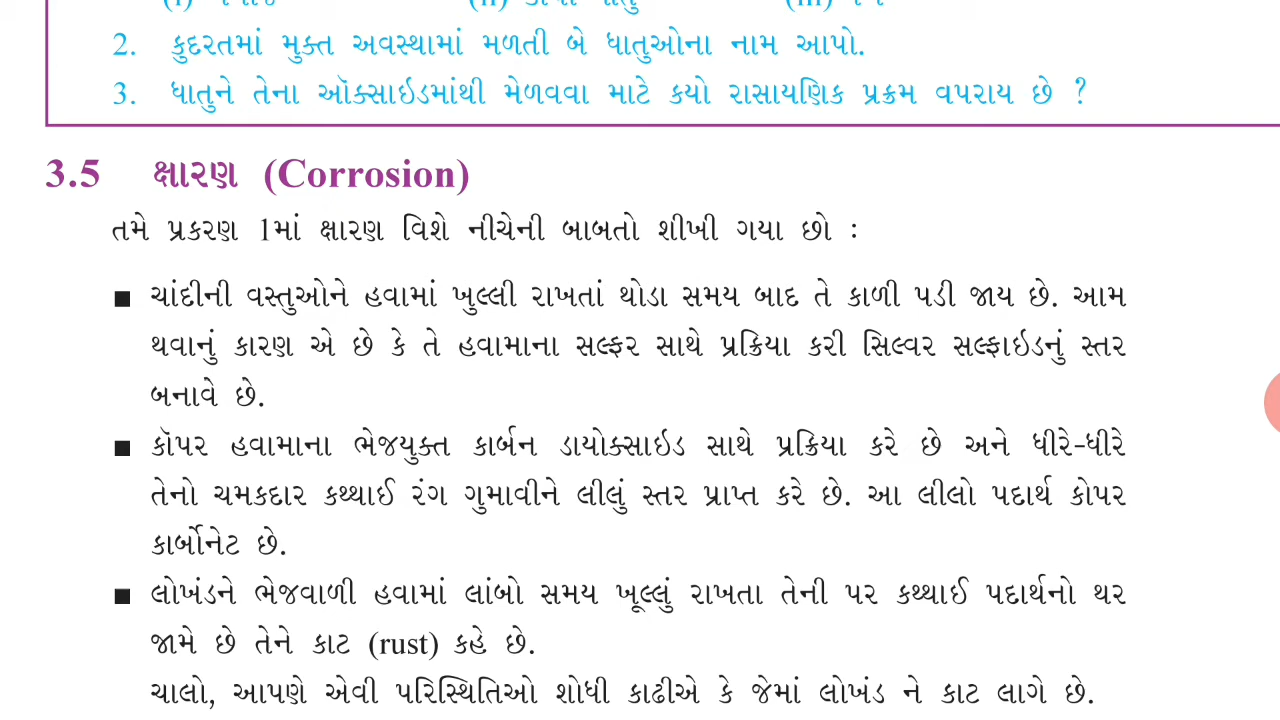 2. કુદરતમાં મુક્ત અવસ્થામાં મળતી બે ધાતુઓના નામ આપો.
3. ધાતુને તેના ઑક્સાઇડમાંથી મેળવવા માટે કયો રાસાયણિક પ્રક્રમ વપરાય છે ?
3.5 ક્ષારણ (Corrosion)
તમે પ્રકરણ 1માં ક્ષારણ વિશે નીચેની બાબતો શીખી ગયા છો :
■ ચાંદીની વસ્તુઓને હવામાં ખુલ્લી રાખતાં થોડા સમય બાદ તે કાળી પડી જાય છે. આમ
થવાનું કારણ એ છે કે તે હવામાના સલ્ફર સાથે પ્રક્રિયા કરી સિલ્વર સલ્ફાઇડનું સ્તર
બનાવે છે.
■ કૉપર હવામાના ભેજયુક્ત કાર્બન ડાયોક્સાઇડ સાથે પ્રક્રિયા કરે છે અને ધીરે-ધીરે
તેનો ચમકદાર કથ્થાઈ રંગ ગુમાવીને લીલું સ્તર પ્રાપ્ત કરે છે. આ લીલો પદાર્થ કોપર
કાર્બોનેટ છે.
■ લોખંડને ભેજવાળી હવામાં લાંબો સમય ખૂલ્લું રાખતા તેની પર કથ્થાઈ પદાર્થનો થર
જામે છે તેને કાટ (rust) કહે છે.
ચાલો, આપણે એવી પરિસ્થિતિઓ શોધી કાઢીએ કે જેમાં લોખંડ ને કાટ લાગે છે.